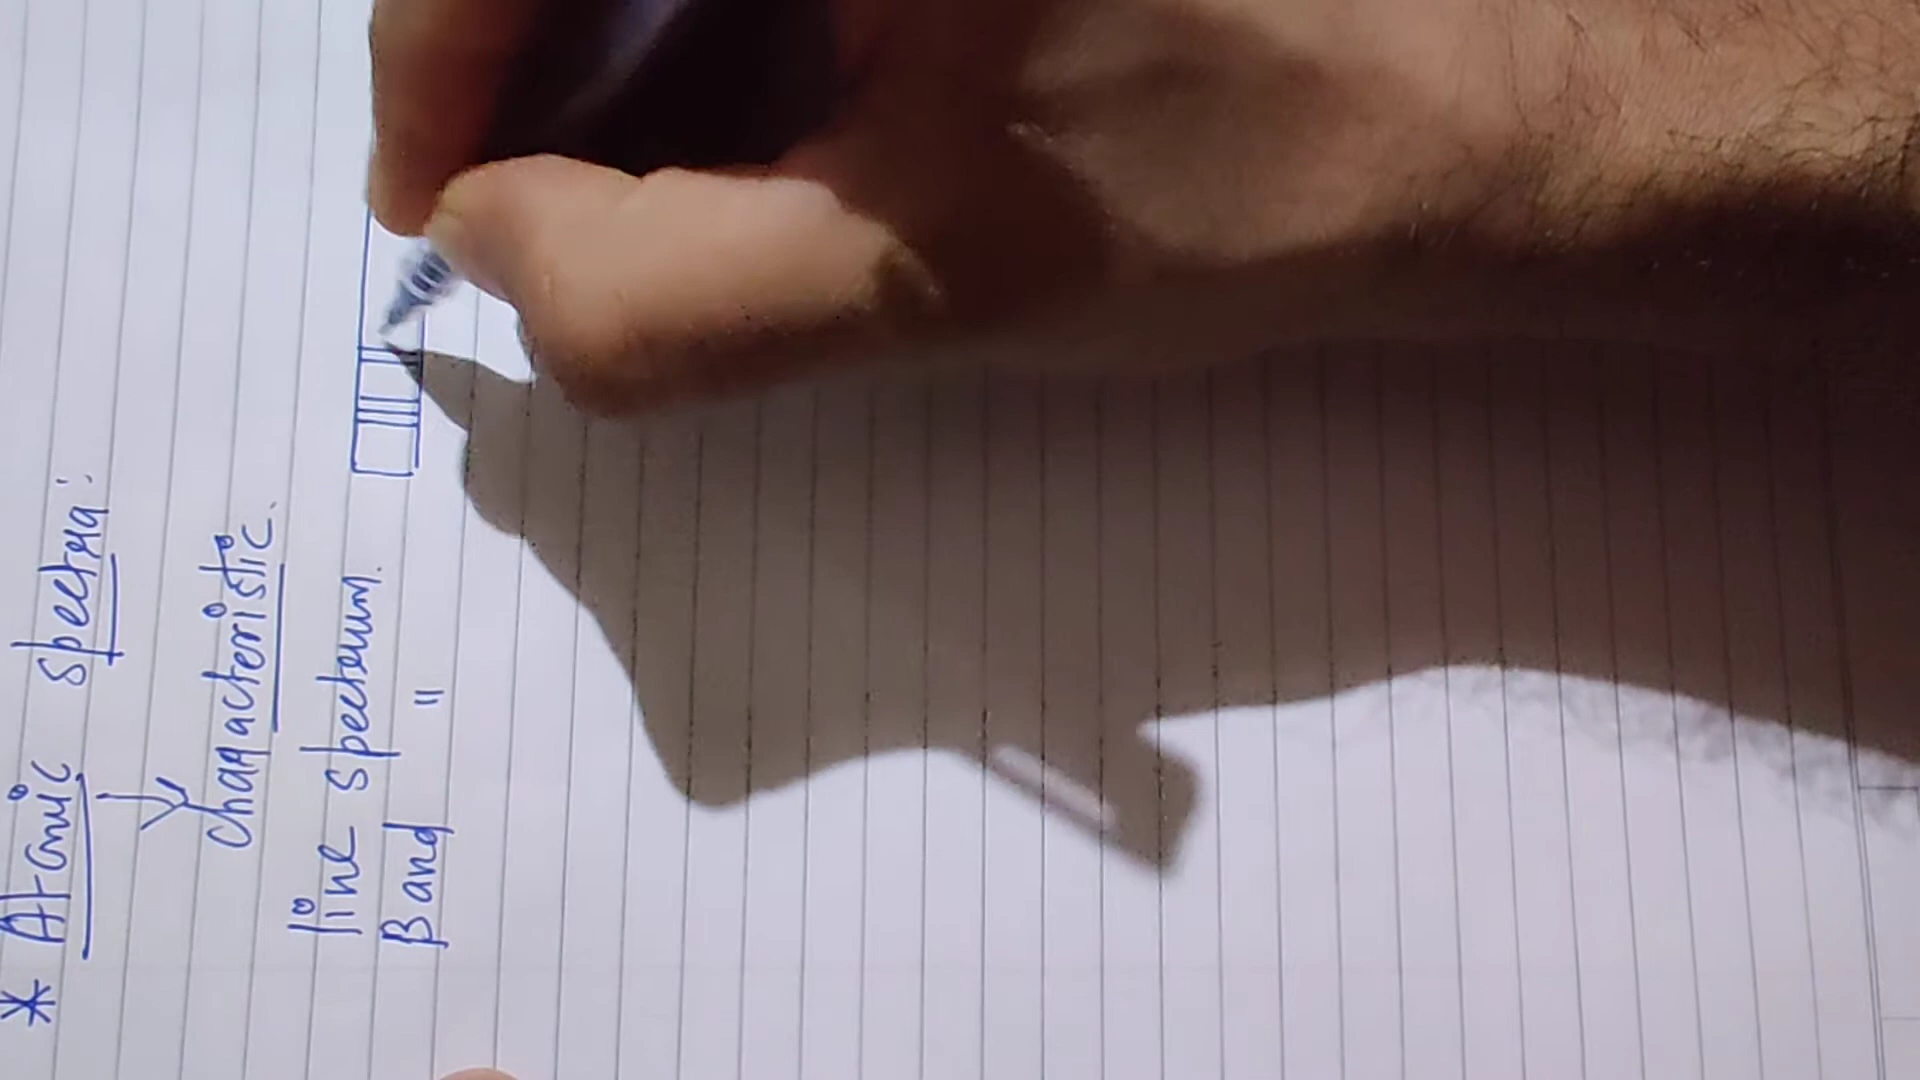 * Atomic spectra:
Characteristic.
line spectrum.
Band "